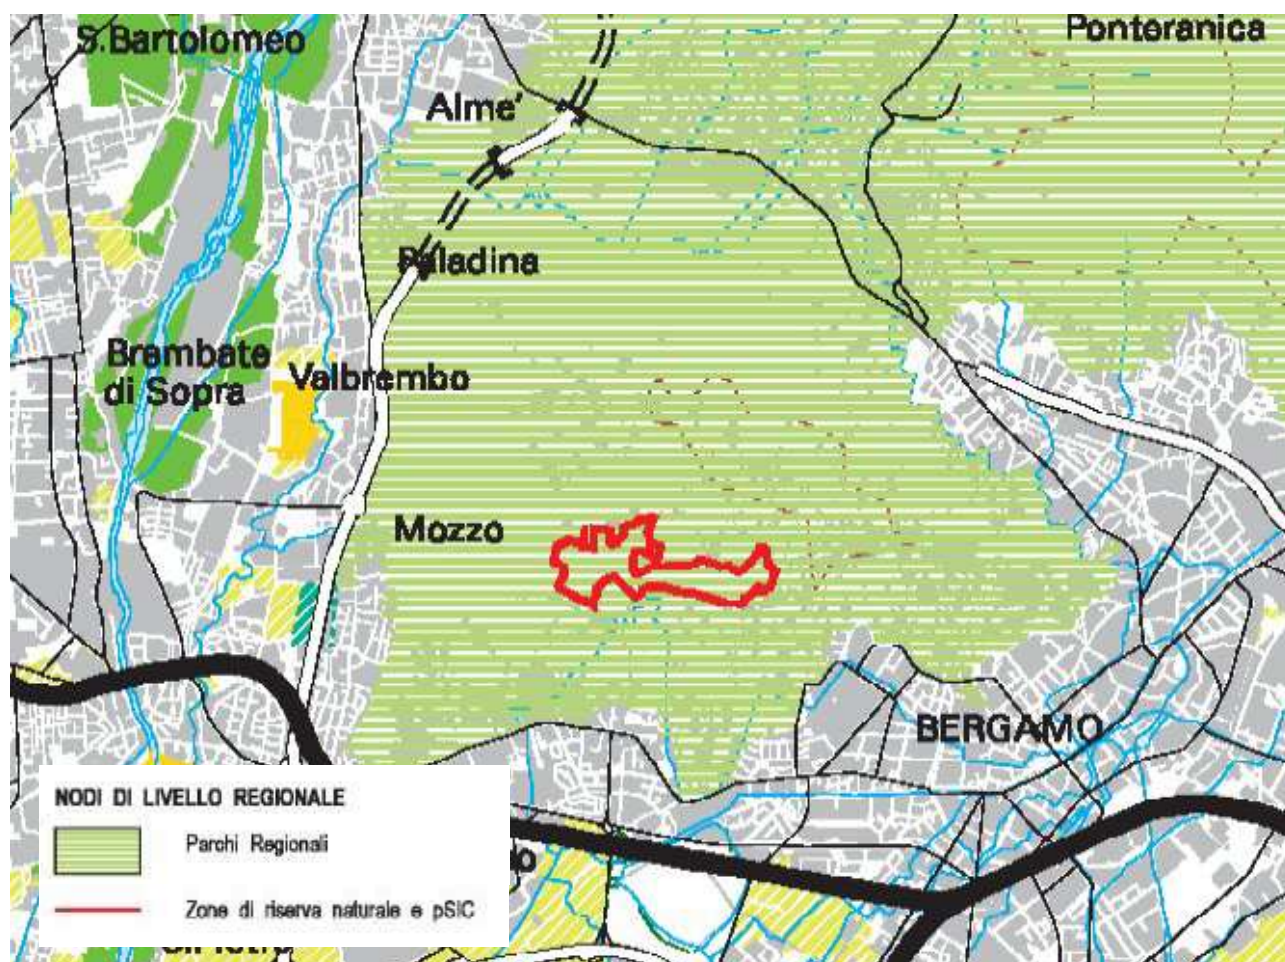 S.Bartolomeo
Ponteranica
Alme'
Paladina
Brembate
di Sopra
Valbrembo
Mozzo
BERGAMO
NODI DI LIVELLO REGIONALE
Parchi Regionali
Zone di riserva naturale e pSIC